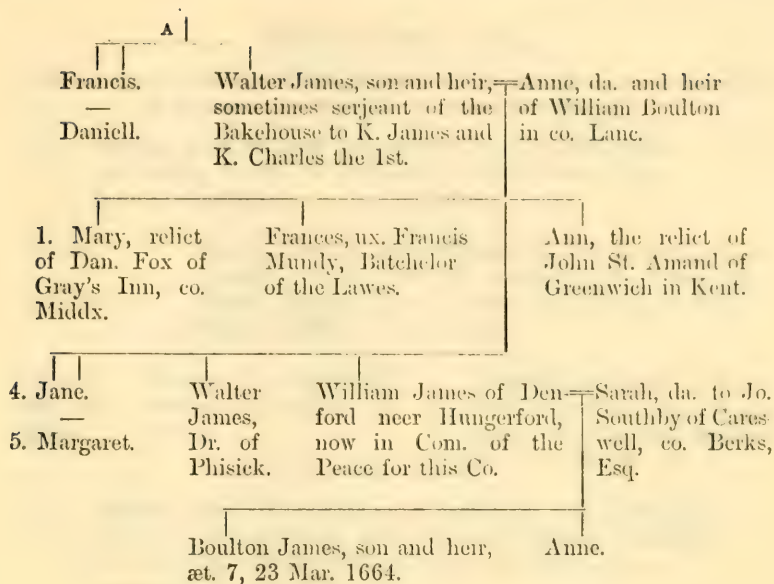 A
Francis.
—
Daniell.
Walter James, son and heir,
sometimes serjeant of the
Bakehouse to K. James and
K. Charles the 1st.
Anne, da. and heir
of William Boulton
in co. Lanc.
1. Mary, relict
of Dan. Fox of
Gray's Inn, co.
Middx.
Frances, ux. Francis
Mundy, Batchelor
of the Lawes.
Ann, the relict of
John St. Amand of
Greenwich in Kent.
4. Jane.
—
5. Margaret.
Walter
James,
Dr. of
Phisick.
William James of Den-
ford neer Hungerford,
now in Com. of the
Peace for this Co.
Sarah, da. to Jo.
Southby of Cares-
well, co. Berks,
Esq.
Boulton James, son and heir,
æt. 7, 23 Mar. 1664.
Anne.